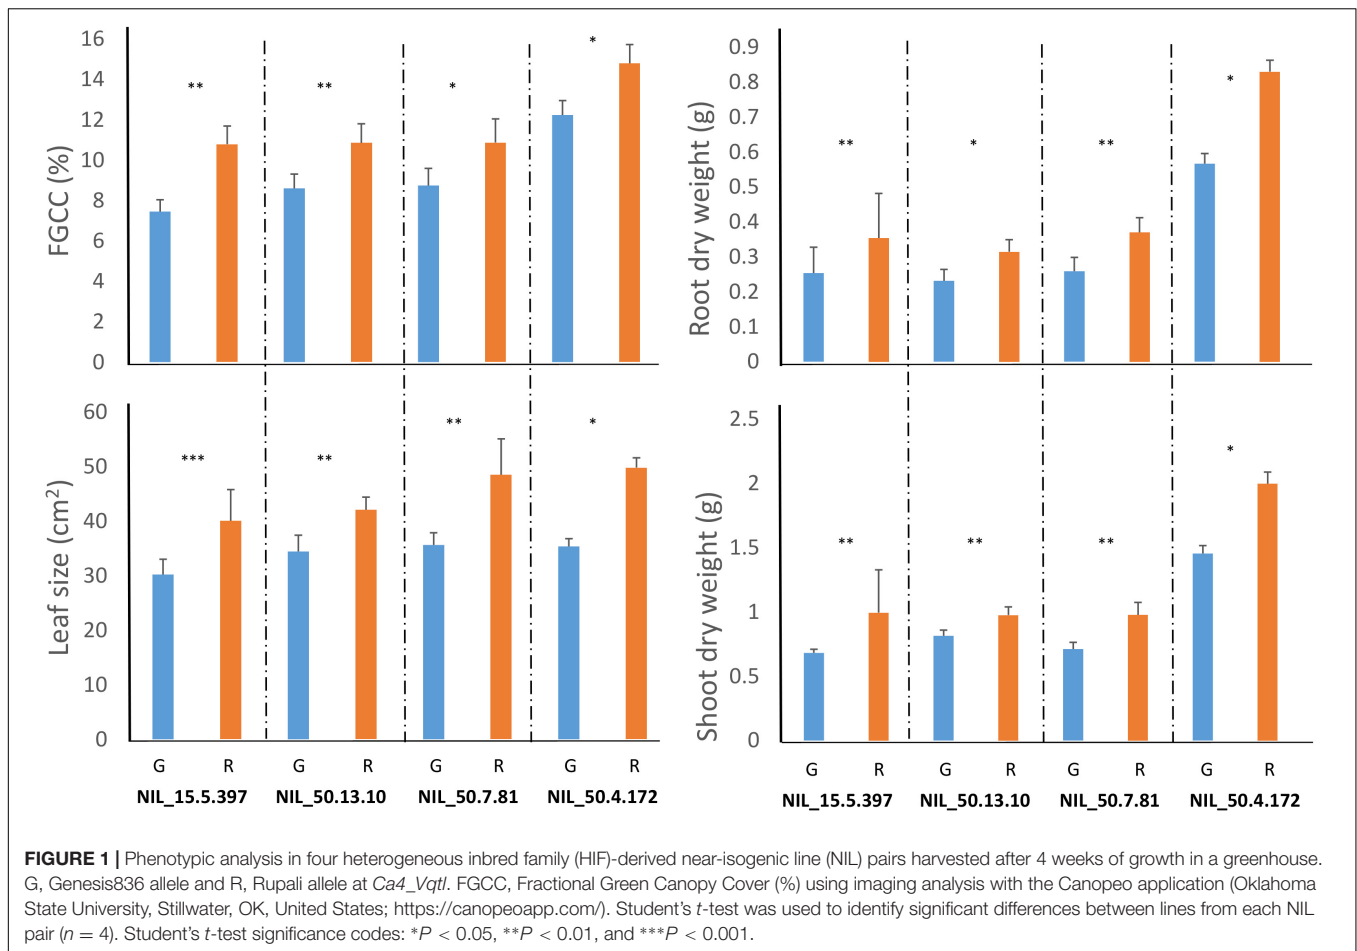 FGCC (%)
16
14
12
10
8
6
4
2
0
** ** * *
Root dry weight (g)
0.9
0.8
0.7
0.6
0.5
0.4
0.3
0.2
0.1
0
** * ** *
Leaf size (cm²)
60
50
40
30
20
10
0
*** ** ** *
G R G R G R G R
NIL_15.5.397 NIL_50.13.10 NIL_50.7.81 NIL_50.4.172
Shoot dry weight (g)
2.5
2
1.5
1
0.5
0
** ** ** *
G R G R G R G R
NIL_15.5.397 NIL_50.13.10 NIL_50.7.81 NIL_50.4.172
FIGURE 1 | Phenotypic analysis in four heterogeneous inbred family (HIF)-derived near-isogenic line (NIL) pairs harvested after 4 weeks of growth in a greenhouse.
G, Genesis836 allele and R, Rupali allele at Ca4_Vqtl. FGCC, Fractional Green Canopy Cover (%) using imaging analysis with the Canopeo application (Oklahoma
State University, Stillwater, OK, United States; https://canopeoapp.com/). Student's t-test was used to identify significant differences between lines from each NIL
pair (n = 4). Student's t-test significance codes: *P < 0.05, **P < 0.01, and ***P < 0.001.